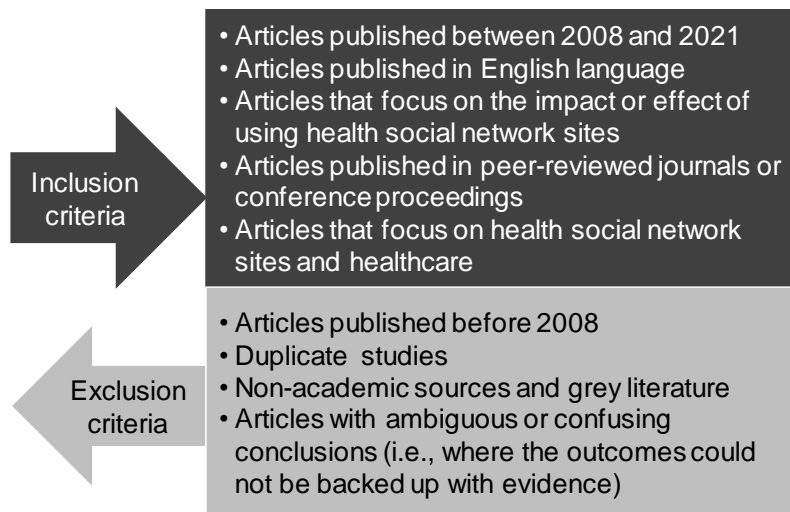 Inclusion
criteria
• Articles published between 2008 and 2021
• Articles published in English language
• Articles that focus on the impact or effect of
using health social network sites
• Articles published in peer-reviewed journals or
conference proceedings
• Articles that focus on health social network
sites and healthcare
Exclusion
criteria
• Articles published before 2008
• Duplicate studies
• Non-academic sources and grey literature
• Articles with ambiguous or confusing
conclusions (i.e., where the outcomes could
not be backed up with evidence)